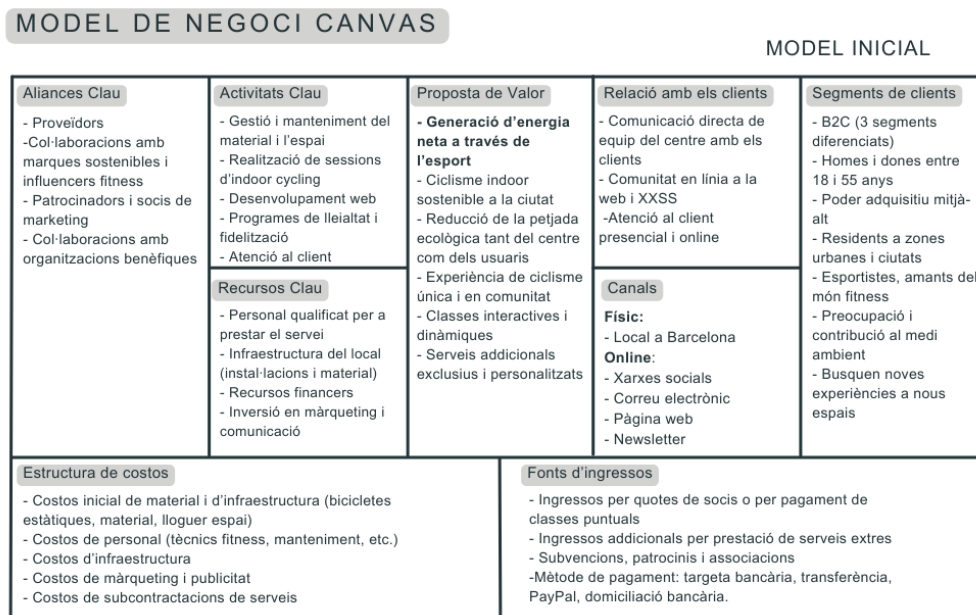 MODEL DE NEGOCI CANVAS
MODEL INICIAL
Aliances Clau
- Proveïdors
-Col·laboracions amb
marques sostenibles i
influencers fitness
- Patrocinadors i socis de
marketing
- Col·laboracions amb
organitzacions benèfiques
Activitats Clau
- Gestió i manteniment del
material i l'espai
- Realització de sessions
d'indoor cycling
- Desenvolupament web
- Programes de lleialtat i
fidelització
- Atenció al client
Recursos Clau
- Personal qualificat per a
prestar el servei
- Infraestructura del local
(instal·lacions i material)
- Recursos financers
- Inversió en màrqueting i
comunicació
Proposta de Valor
- Generació d'energia
neta a través de
l'esport
- Ciclisme indoor
sostenible a la ciutat
- Reducció de la petjada
ecològica tant del centre
com dels usuaris
- Experiència de ciclisme
única i en comunitat
- Classes interactives i
dinàmiques
- Serveis addicionals
exclusius i personalitzats
Relació amb els clients
- Comunicació directa de
equip del centre amb els
clients
- Comunitat en línia a la
web i XXSS
-Atenció al client
presencial i online
Canals
Físic:
- Local a Barcelona
Online:
- Xarxes socials
- Correu electrònic
- Pàgina web
- Newsletter
Segments de clients
- B2C (3 segments
diferenciats)
- Homes i dones entre
18 i 55 anys
- Poder adquisitiu mitjà-
alt
- Residents a zones
urbanes i ciutats
- Esportistes, amants del
món fitness
- Preocupació i
contribució al medi
ambient
- Busquen noves
experiències a nous
espais
Estructura de costos
- Costos inicial de material i d'infraestructura (bicicletes
estàtiques, material, lloguer espai)
- Costos de personal (tècnics fitness, manteniment, etc.)
- Costos d'infraestructura
- Costos de màrqueting i publicitat
- Costos de subcontractacions de serveis
Fonts d'ingressos
- Ingressos per quotes de socis o per pagament de
classes puntuals
- Ingressos addicionals per prestació de serveis extres
- Subvencions, patrocinis i associacions
-Mètode de pagament: targeta bancària, transferència,
PayPal, domiciliació bancària.